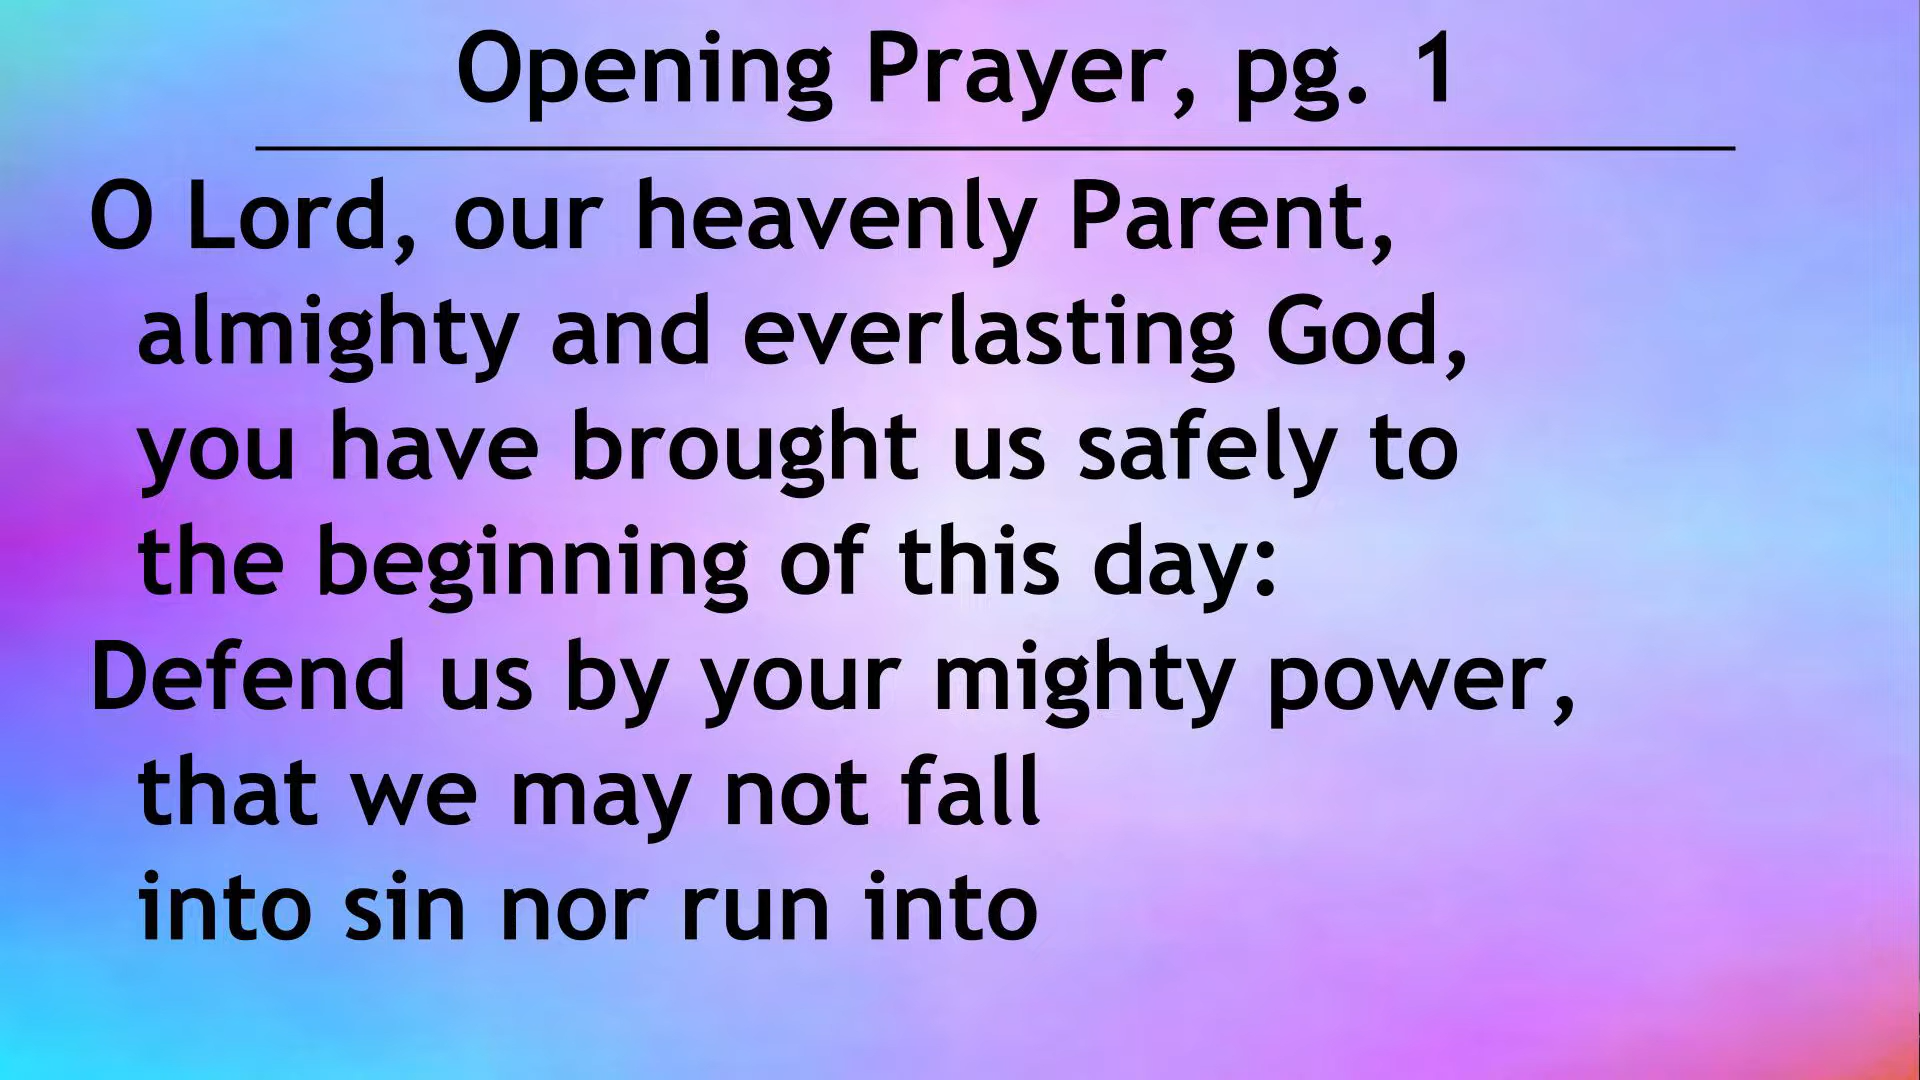 Opening Prayer, pg. 1
O Lord, our heavenly Parent,
almighty and everlasting God,
you have brought us safely to
the beginning of this day:
Defend us by your mighty power,
that we may not fall
into sin nor run into